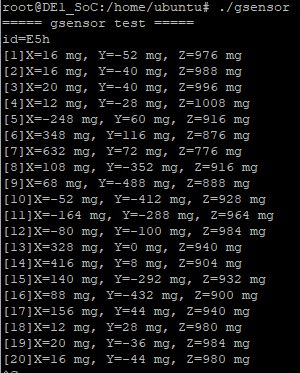 root@DE1_SoC:/home/ubuntu# ./gsensor
===== gsensor test =====
id=E5h
[1]X=16 mg, Y=-52 mg, Z=976 mg
[2]X=16 mg, Y=-40 mg, Z=988 mg
[3]X=20 mg, Y=-40 mg, Z=996 mg
[4]X=12 mg, Y=-28 mg, Z=1008 mg
[5]X=-248 mg, Y=60 mg, Z=916 mg
[6]X=348 mg, Y=116 mg, Z=876 mg
[7]X=632 mg, Y=72 mg, Z=776 mg
[8]X=108 mg, Y=-352 mg, Z=916 mg
[9]X=68 mg, Y=-488 mg, Z=888 mg
[10]X=-52 mg, Y=-412 mg, Z=928 mg
[11]X=-164 mg, Y=-288 mg, Z=964 mg
[12]X=-80 mg, Y=-100 mg, Z=984 mg
[13]X=328 mg, Y=0 mg, Z=940 mg
[14]X=416 mg, Y=8 mg, Z=904 mg
[15]X=140 mg, Y=-292 mg, Z=932 mg
[16]X=88 mg, Y=-432 mg, Z=900 mg
[17]X=156 mg, Y=44 mg, Z=940 mg
[18]X=12 mg, Y=28 mg, Z=980 mg
[19]X=20 mg, Y=-36 mg, Z=984 mg
[20]X=16 mg, Y=-44 mg, Z=980 mg